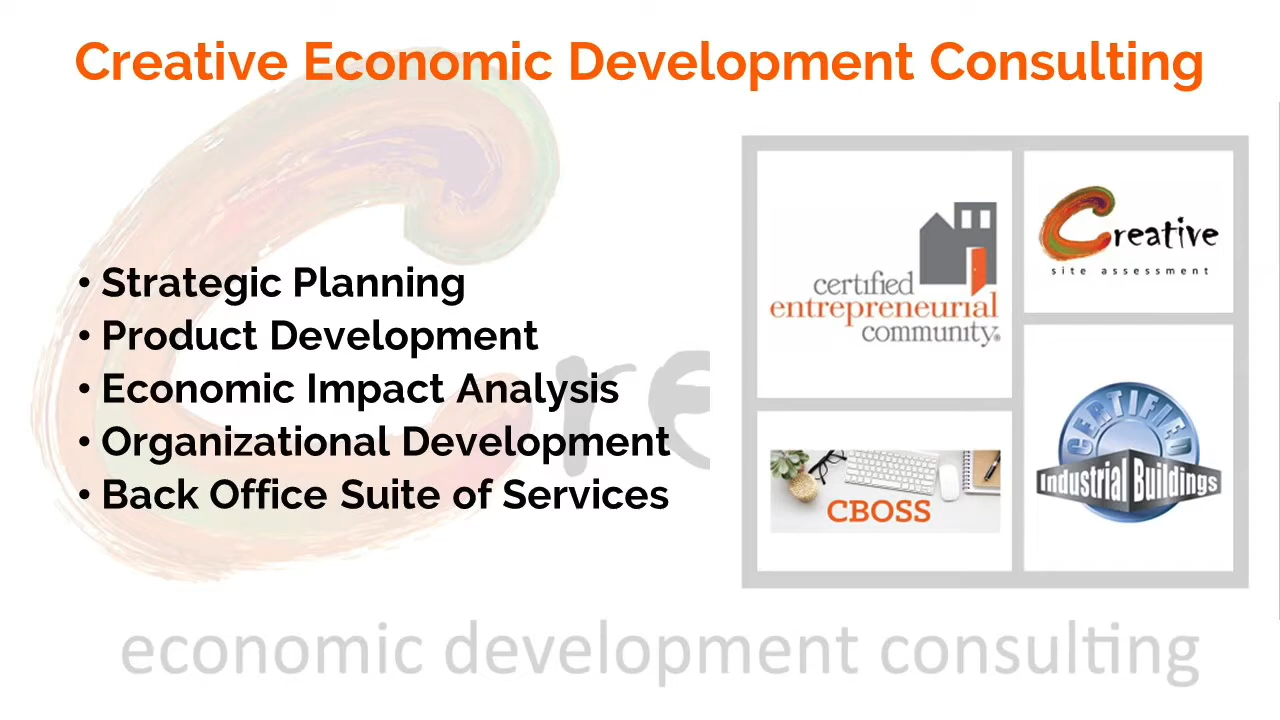 Creative Economic Development Consulting
• Strategic Planning
• Product Development
• Economic Impact Analysis
• Organizational Development
• Back Office Suite of Services
certified
entrepreneurial
community®
Creative
site assessment
CBOSS
CERTIFIED
Industrial Buildings
Cre
economic development consulting